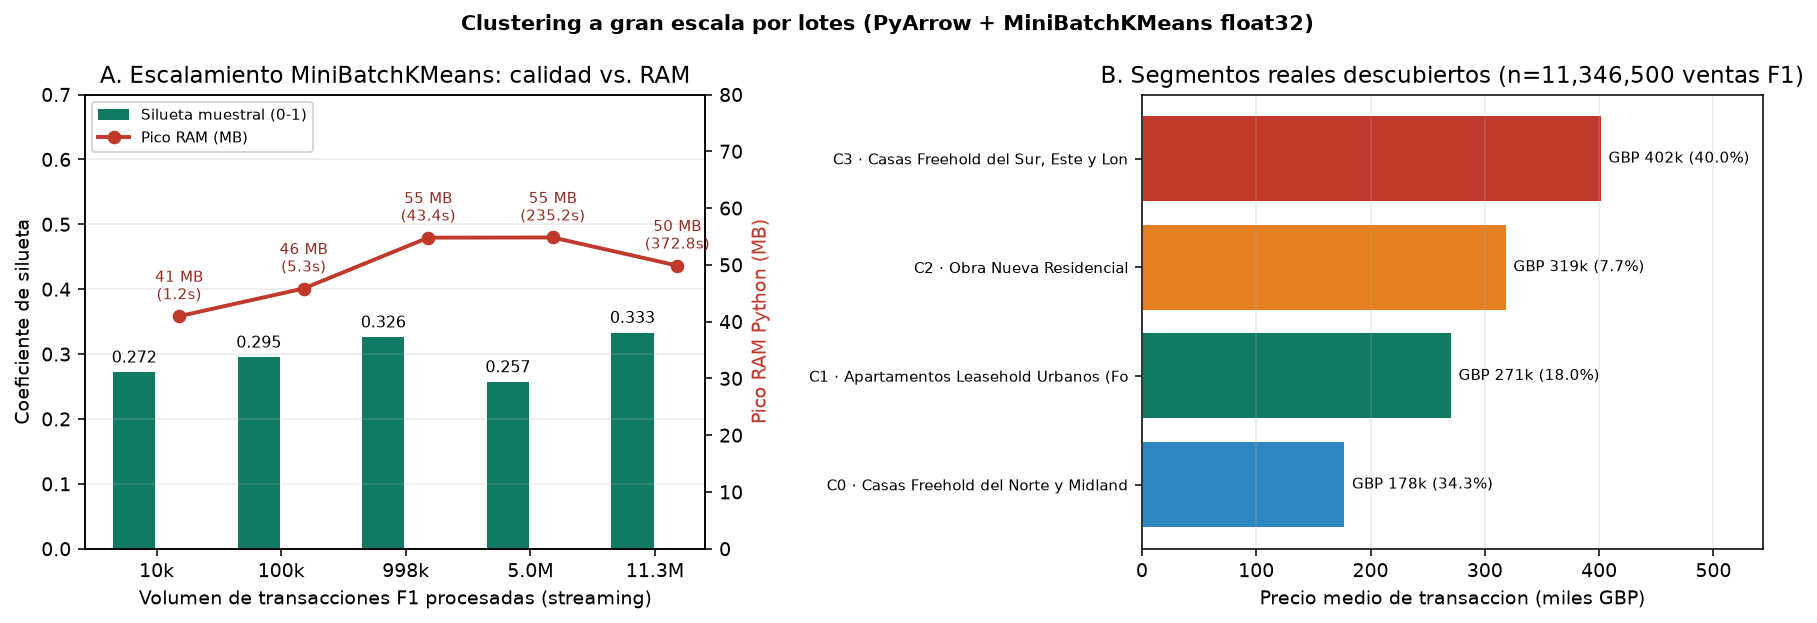 Clustering a gran escala por lotes (PyArrow + MiniBatchKMeans float32)
A. Escalamiento MiniBatchKMeans: calidad vs. RAM
Silueta muestral (0-1)
Pico RAM (MB)
Coeficiente de silueta
0.7
0.6
0.5
0.4
0.3
0.2
0.1
0.0
41 MB
(1.2s)
46 MB
(5.3s)
55 MB
(43.4s)
55 MB
(235.2s)
50 MB
(372.8s)
0.272
0.295
0.326
0.257
0.333
80
70
60
50
40
30
20
10
0
Pico RAM Python (MB)
10k
100k
998k
5.0M
11.3M
Volumen de transacciones F1 procesadas (streaming)
B. Segmentos reales descubiertos (n=11,346,500 ventas F1)
C3 · Casas Freehold del Sur, Este y Lon
GBP 402k (40.0%)
C2 · Obra Nueva Residencial
GBP 319k (7.7%)
C1 · Apartamentos Leasehold Urbanos (Fo
GBP 271k (18.0%)
C0 · Casas Freehold del Norte y Midland
GBP 178k (34.3%)
0
100
200
300
400
500
Precio medio de transaccion (miles GBP)